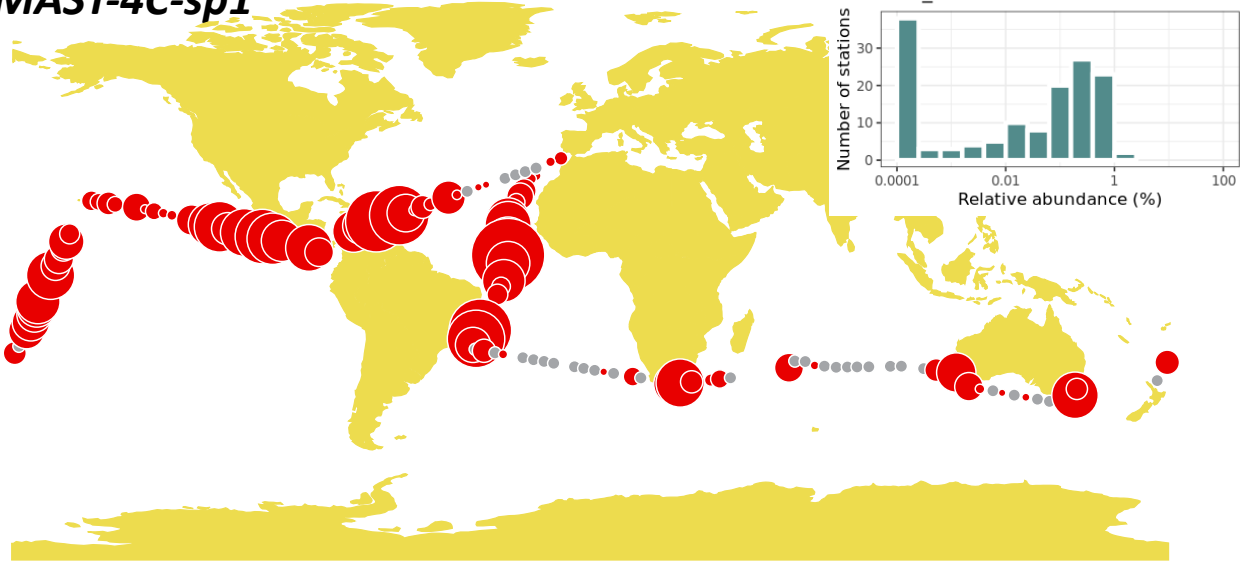 MAST-4C-sp1
Number of stations
30
20
10
0
0.0001 0.01 1 100
Relative abundance (%)